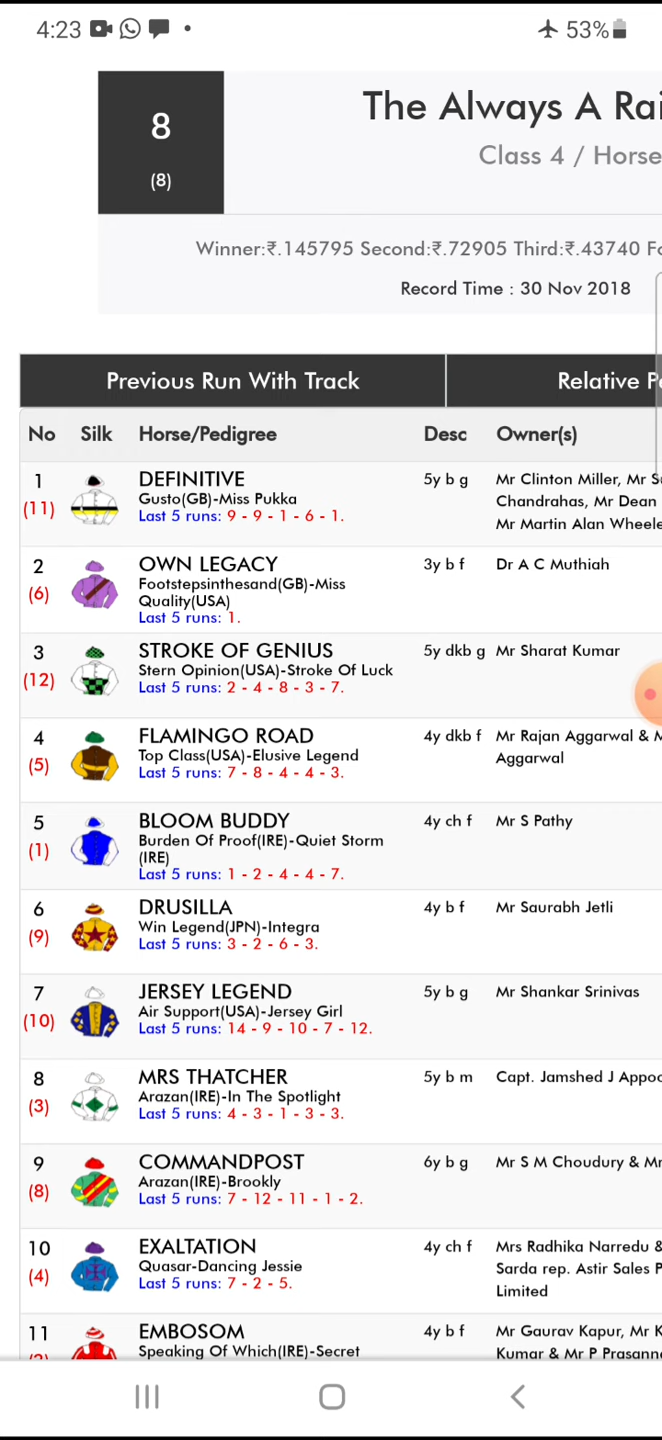 4:23
53%
8
The Always A Rai
(8)
Class 4 / Horse
Winner:₹.145795 Second:₹.72905 Third:₹.43740 Fo
Record Time : 30 Nov 2018
Previous Run With Track
Relative Pe
No Silk Horse/Pedigree Desc Owner(s)
1 DEFINITIVE 5y b g Mr Clinton Miller, Mr S
(11) Gusto(GB)-Miss Pukka Chandrahas, Mr Dean
Last 5 runs: 9 - 9 - 1 - 6 - 1. Mr Martin Alan Wheele
2 OWN LEGACY 3y b f Dr A C Muthiah
(6) Footstepsinthesand(GB)-Miss
Quality(USA)
Last 5 runs: 1.
3 STROKE OF GENIUS 5y dkb g Mr Sharat Kumar
(12) Stern Opinion(USA)-Stroke Of Luck
Last 5 runs: 2 - 4 - 8 - 3 - 7.
4 FLAMINGO ROAD 4y dkb f Mr Rajan Aggarwal & M
(5) Top Class(USA)-Elusive Legend Aggarwal
Last 5 runs: 7 - 8 - 4 - 4 - 3.
5 BLOOM BUDDY 4y ch f Mr S Pathy
(1) Burden Of Proof(IRE)-Quiet Storm
(IRE)
Last 5 runs: 1 - 2 - 4 - 4 - 7.
6 DRUSILLA 4y b f Mr Saurabh Jetli
(9) Win Legend(JPN)-Integra
Last 5 runs: 3 - 2 - 6 - 3.
7 JERSEY LEGEND 5y b g Mr Shankar Srinivas
(10) Air Support(USA)-Jersey Girl
Last 5 runs: 14 - 9 - 10 - 7 - 12.
8 MRS THATCHER 5y b m Capt. Jamshed J Appoo
(3) Arazan(IRE)-In The Spotlight
Last 5 runs: 4 - 3 - 1 - 3 - 3.
9 COMMANDPOST 6y b g Mr S M Choudury & Mr
(8) Arazan(IRE)-Brookly
Last 5 runs: 7 - 12 - 11 - 1 - 2.
10 EXALTATION 4y ch f Mrs Radhika Narredu &
(4) Quasar-Dancing Jessie Sarda rep. Astir Sales P
Last 5 runs: 7 - 2 - 5. Limited
11 EMBOSOM 4y b f Mr Gaurav Kapur, Mr K
Speaking Of Which(IRE)-Secret Kumar & Mr P Prasann